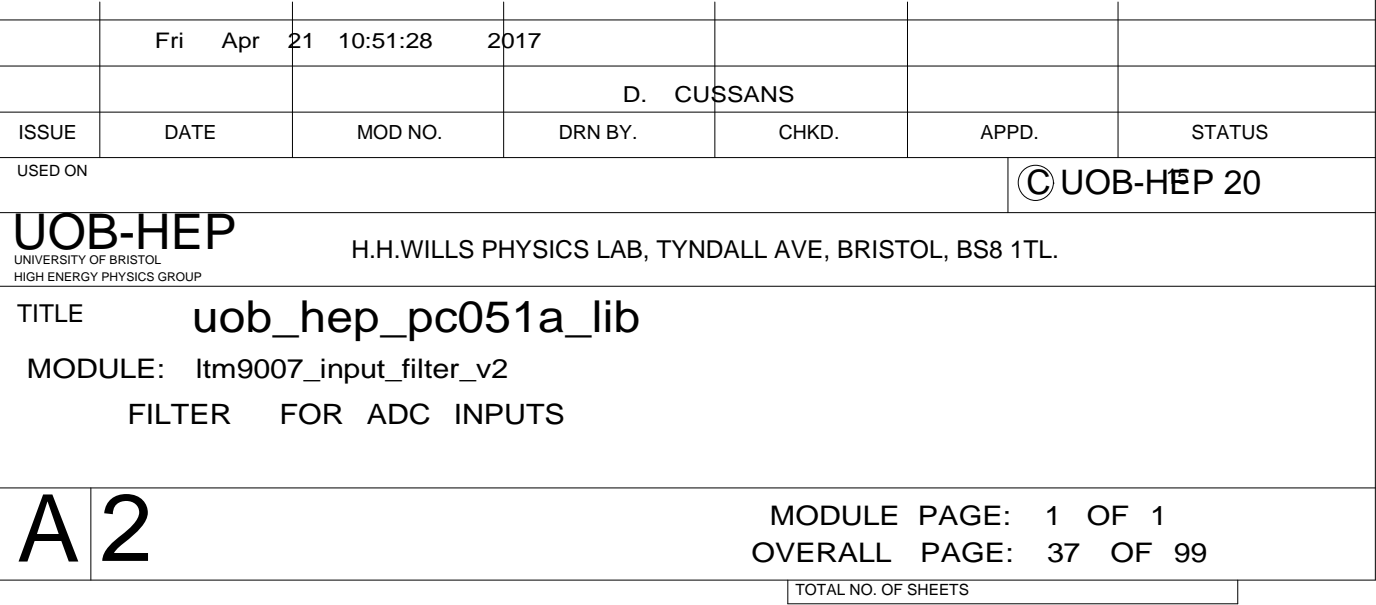 Fri Apr 21 10:51:28 2017
D. CUSSANS
ISSUE DATE MOD NO. DRN BY. CHKD. APPD. STATUS
USED ON
© UOB-HEP 20 15
UOB-HEP
UNIVERSITY OF BRISTOL
HIGH ENERGY PHYSICS GROUP
H.H.WILLS PHYSICS LAB, TYNDALL AVE, BRISTOL, BS8 1TL.
TITLE uob_hep_pc051a_lib
MODULE: ltm9007_input_filter_v2
FILTER FOR ADC INPUTS
A 2
MODULE PAGE: 1 OF 1
OVERALL PAGE: 37 OF 99
TOTAL NO. OF SHEETS